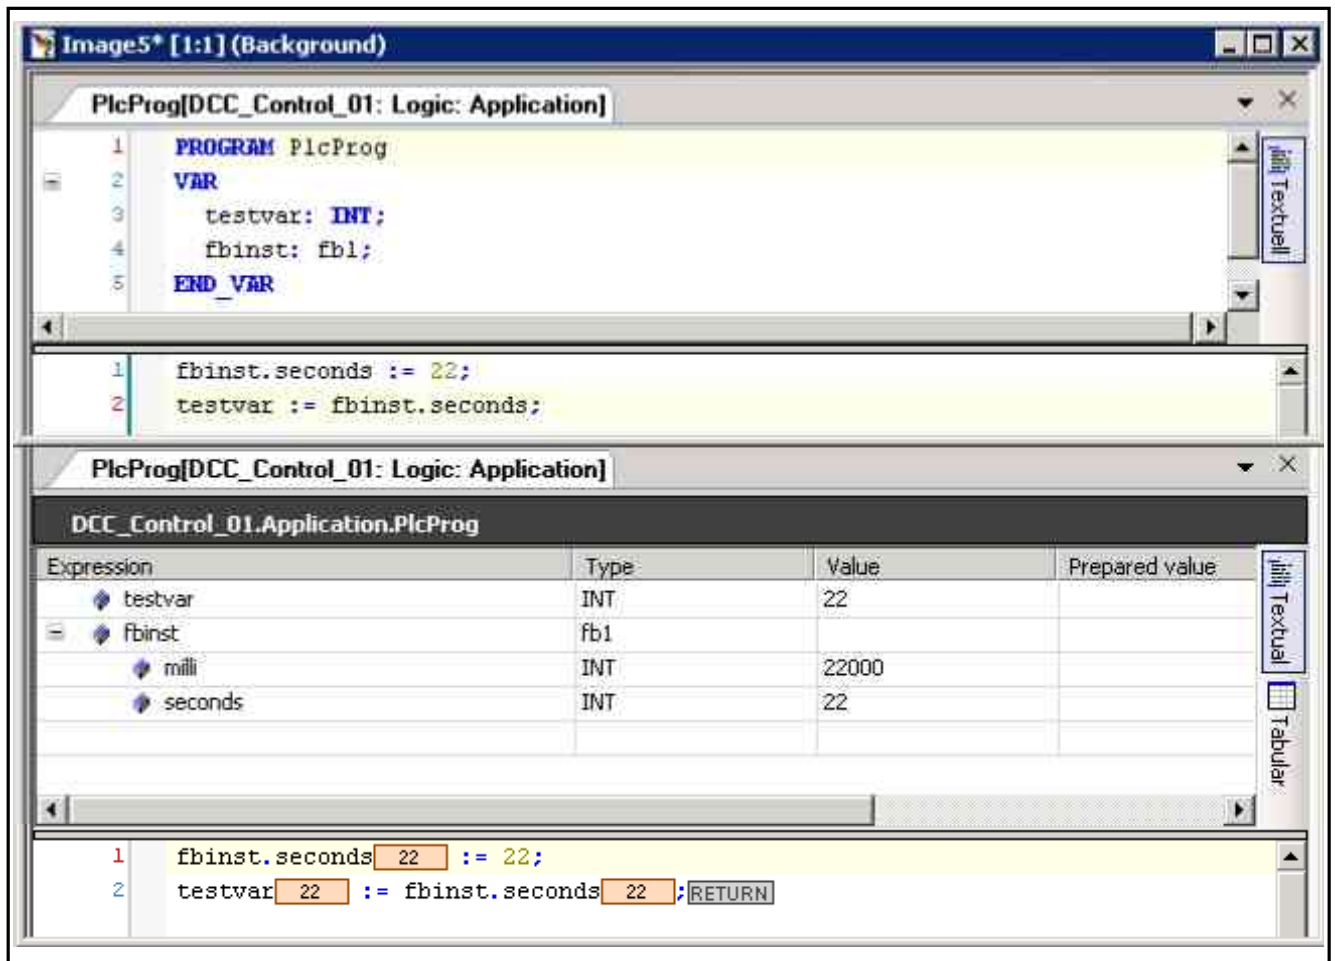 Image5* [1:1] (Background)
PlcProg[DCC_Control_01: Logic: Application]
1 PROGRAM PlcProg
2 VAR
3 testvar: INT;
4 fbinst: fb1;
5 END_VAR
Textuell
1 fbinst.seconds := 22;
2 testvar := fbinst.seconds;
PlcProg[DCC_Control_01: Logic: Application]
DCC_Control_01.Application.PlcProg
Expression Type Value Prepared value
testvar INT 22
fbinst fb1
milli INT 22000
seconds INT 22
Textual
Tabular
1 fbinst.seconds 22 := 22;
2 testvar 22 := fbinst.seconds 22 ;RETURN